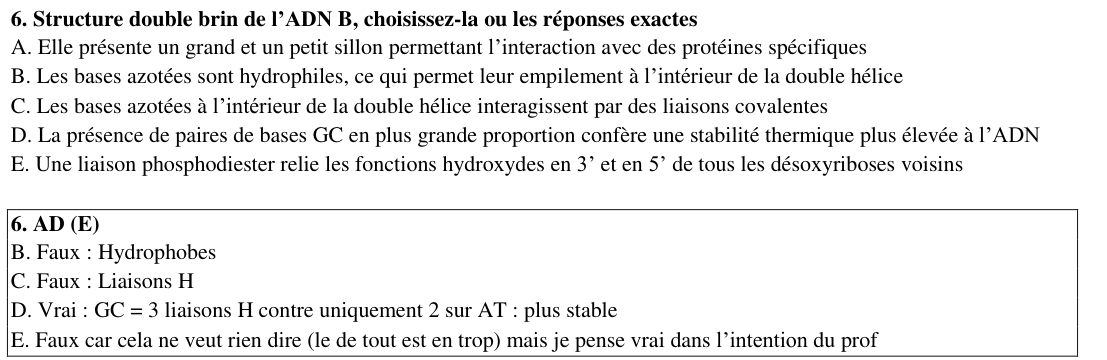 6. Structure double brin de l’ADN B, choisissez-la ou les réponses exactes
A. Elle présente un grand et un petit sillon permettant l’interaction avec des protéines spécifiques
B. Les bases azotées sont hydrophiles, ce qui permet leur empilement à l’intérieur de la double hélice
C. Les bases azotées à l’intérieur de la double hélice interagissent par des liaisons covalentes
D. La présence de paires de bases GC en plus grande proportion confère une stabilité thermique plus élevée à l’ADN
E. Une liaison phosphodiester relie les fonctions hydroxydes en 3’ et en 5’ de tous les désoxyriboses voisins
6. AD (E)
B. Faux : Hydrophobes
C. Faux : Liaisons H
D. Vrai : GC = 3 liaisons H contre uniquement 2 sur AT : plus stable
E. Faux car cela ne veut rien dire (le de tout est en trop) mais je pense vrai dans l’intention du prof